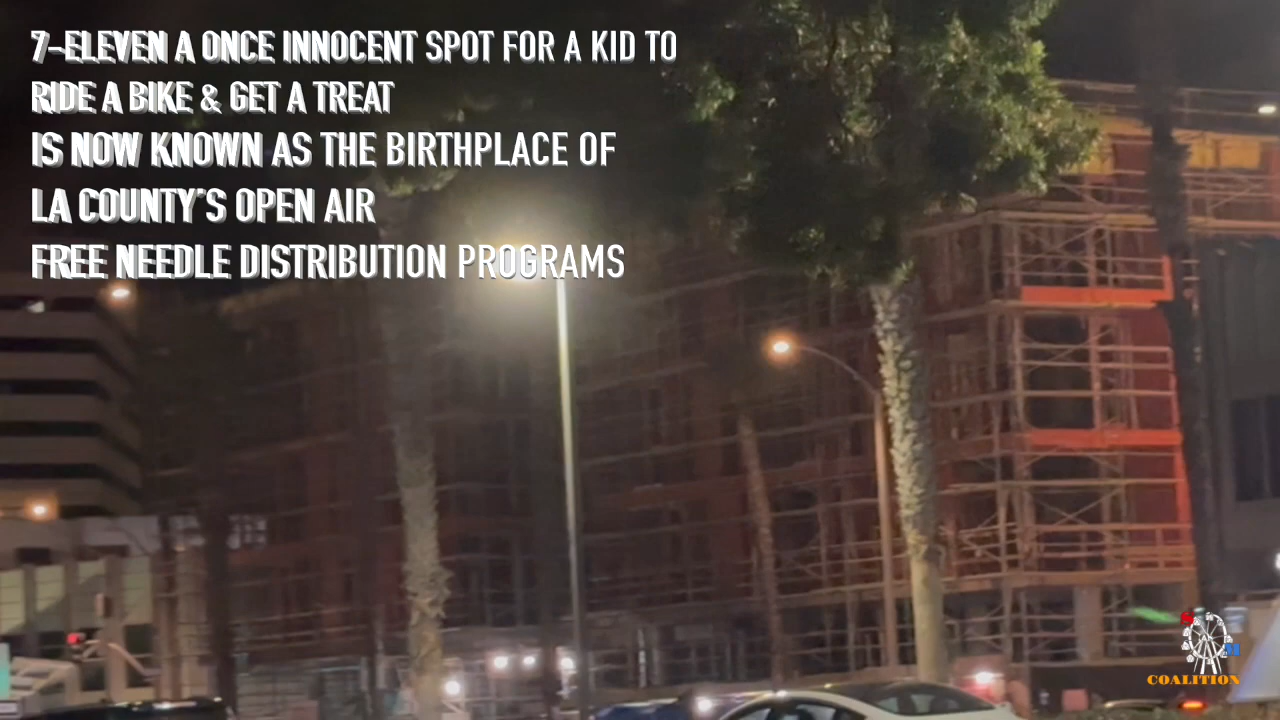 7-ELEVEN A ONCE INNOCENT SPOT FOR A KID TO
RIDE A BIKE & GET A TREAT
IS NOW KNOWN AS THE BIRTHPLACE OF
LA COUNTY'S OPEN AIR
FREE NEEDLE DISTRIBUTION PROGRAMS
S
M
COALITION